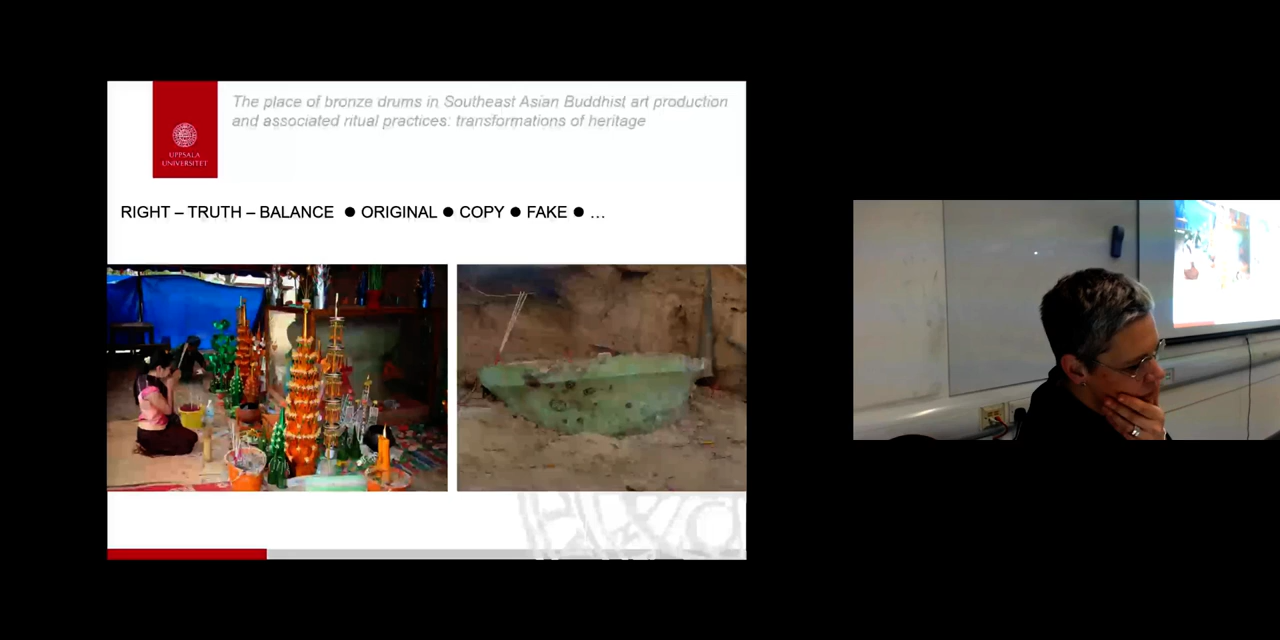 The place of bronze drums in Southeast Asian Buddhist art production
and associated ritual practices: transformations of heritage
UPPSALA
UNIVERSITET
RIGHT – TRUTH – BALANCE ● ORIGINAL ● COPY ● FAKE ● …